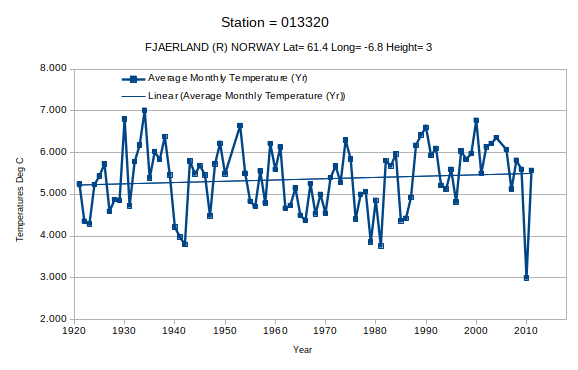 Station = 013320
FJAERLAND (R) NORWAY Lat= 61.4 Long= -6.8 Height= 3
8.000
7.000
6.000
5.000
4.000
3.000
2.000
Temperatures Deg C
Average Monthly Temperature (Yr)
Linear (Average Monthly Temperature (Yr))
1920 1930 1940 1950 1960 1970 1980 1990 2000 2010
Year